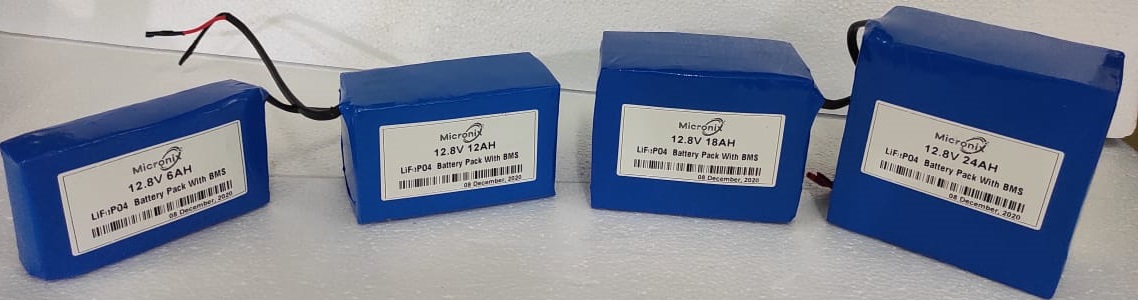 Micronix
12.8V 6AH
LiFePO4 Battery Pack With BMS
08 December, 2020
Micronix
12.8V 12AH
LiFePO4 Battery Pack With BMS
08 December, 2020
Micronix
12.8V 18AH
LiFePO4 Battery Pack With BMS
08 December, 2020
Micronix
12.8V 24AH
LiFePO4 Battery Pack With BMS
08 December, 2020